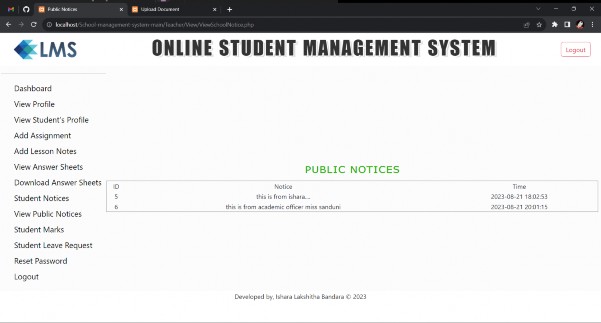 Public Notices
Upload Document
localhost/School-management-system-main/Teacher/View/ViewSchoolNotice.php
LMS
ONLINE STUDENT MANAGEMENT SYSTEM
Logout
Dashboard
View Profile
View Student's Profile
Add Assignment
Add Lesson Notes
View Answer Sheets
Download Answer Sheets
Student Notices
View Public Notices
Student Marks
Student Leave Request
Reset Password
Logout
PUBLIC NOTICES
ID Notice Time
5 this is from ishara... 2023-08-21 18:02:53
6 this is from academic officer miss sanduni 2023-08-21 20:01:15
Developed by, Ishara Lakshitha Bandara © 2023